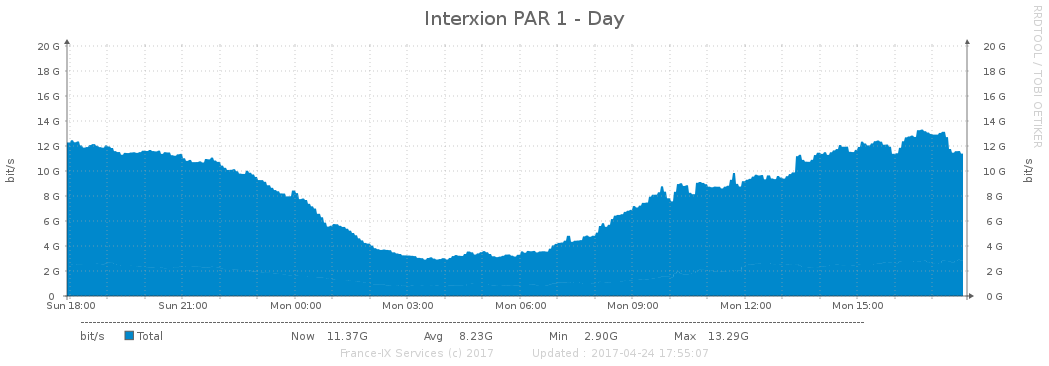 Interxion PAR 1 - Day
RRDTOOL / TOBI OETIKER
bit/s
20 G 20 G
18 G 18 G
16 G 16 G
14 G 14 G
12 G 12 G
10 G 10 G
8 G 8 G
6 G 6 G
4 G 4 G
2 G 2 G
0 0 G
bit/s
Sun 18:00 Sun 21:00 Mon 00:00 Mon 03:00 Mon 06:00 Mon 09:00 Mon 12:00 Mon 15:00
bit/s Total Now 11.37G Avg 8.23G Min 2.90G Max 13.29G
France-IX Services (c) 2017 Updated : 2017-04-24 17:55:07